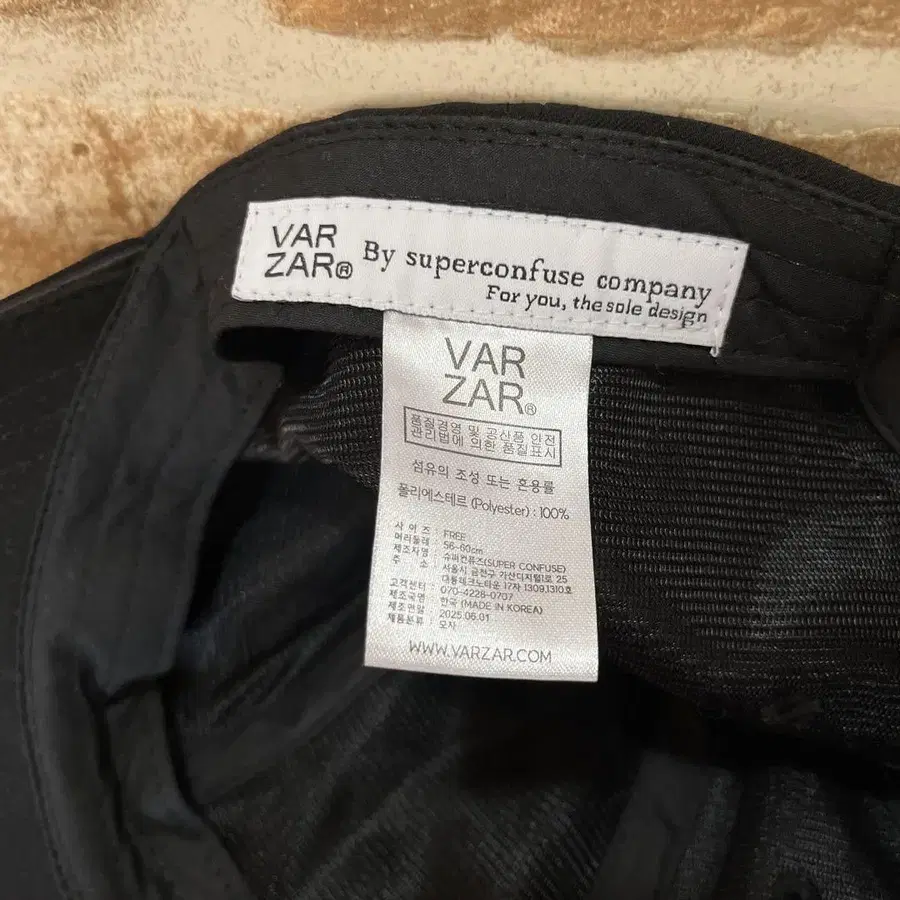 VAR
ZAR®
By superconfuse company
For you, the sole design
VAR
ZAR®
품질경영 및 공산품 안전
관리법에 의한 품질표시
섬유의 조성 또는 혼용률
폴리에스테르 (Polyester) : 100%
사 이 즈 : FREE
머리둘레 : 56-60cm
제조자명 : 슈퍼컨퓨즈(SUPER CONFUSE)
주 소 : 서울시 금천구 가산디지털1로 25
대륭테크노타운 17차 1309,1310호
고객센터 : 070-4228-0707
제조국명 : 한국 (MADE IN KOREA)
제조연월 : 2025.06.01
제품분류 : 모자
WWW.VARZAR.COM